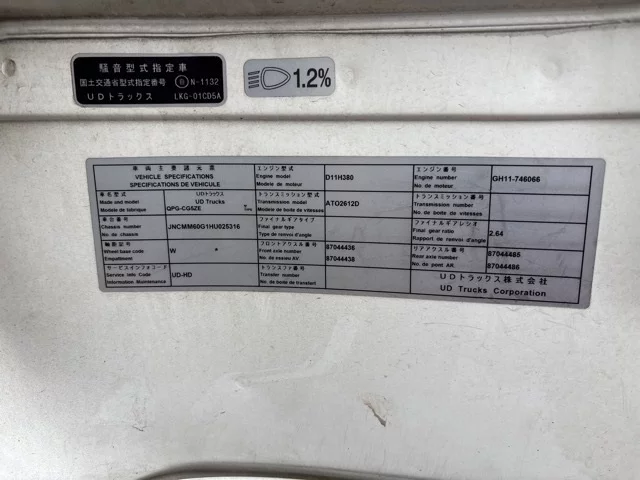 騒音型式指定車
国土交通省型式指定番号 N-1132
UDトラックス LKG-01CD5A
1.2%
車両主要諸元票
VEHICLE SPECIFICATIONS
SPECIFICATIONS DE VEHICULE
車名型式 UDトラックス
Make and model UD Trucks
Modele de fabrique QPG-CG5ZE
車台番号
Chassis number JNCMM60G1HU025316
No de chassis
軸距記号
Wheel base code W
Empattement
サービスインフォコード
Service Info Code UD-HD
Information Maintenance
エンジン型式
Engine model D11H380
Modele de moteur
トランスミッション型式
Transmission model ATO2612D
Modele de boite de vitesses
ファイナルギアタイプ
Final gear type
Type de renvoi d'angle
フロントアクスル番号 87044436
Front axle number
No de essieu AV 87044438
トランスファ番号
Transfer number
No de boite de transfert
エンジン番号
Engine number GH11-746066
No. de moteur
トランスミッション番号
Transmission number
No. de boite de vitesses
ファイナルギアレシオ
Final gear ratio 2.64
Rapport de renvoi d'angle
リアアクスル番号 87044485
Rear axle number
No. de pont AR. 87044486
UDトラックス株式会社
UD Trucks Corporation